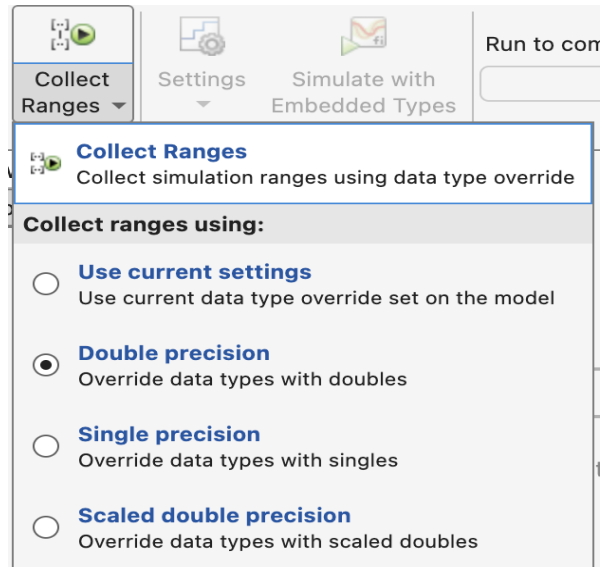 Collect
Ranges
Settings
Simulate with
Embedded Types
Run to
Collect Ranges
Collect simulation ranges using data type override
Collect ranges using:
Use current settings
Use current data type override set on the model
Double precision
Override data types with doubles
Single precision
Override data types with singles
Scaled double precision
Override data types with scaled doubles